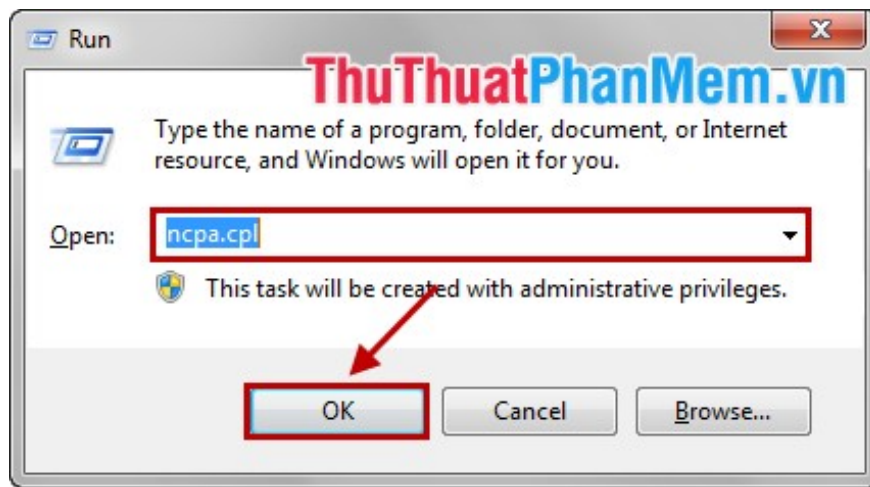 Run
ThuThuatPhanMem.vn
Type the name of a program, folder, document, or Internet
resource, and Windows will open it for you.
Open: ncpa.cpl
This task will be created with administrative privileges.
OK Cancel Browse...